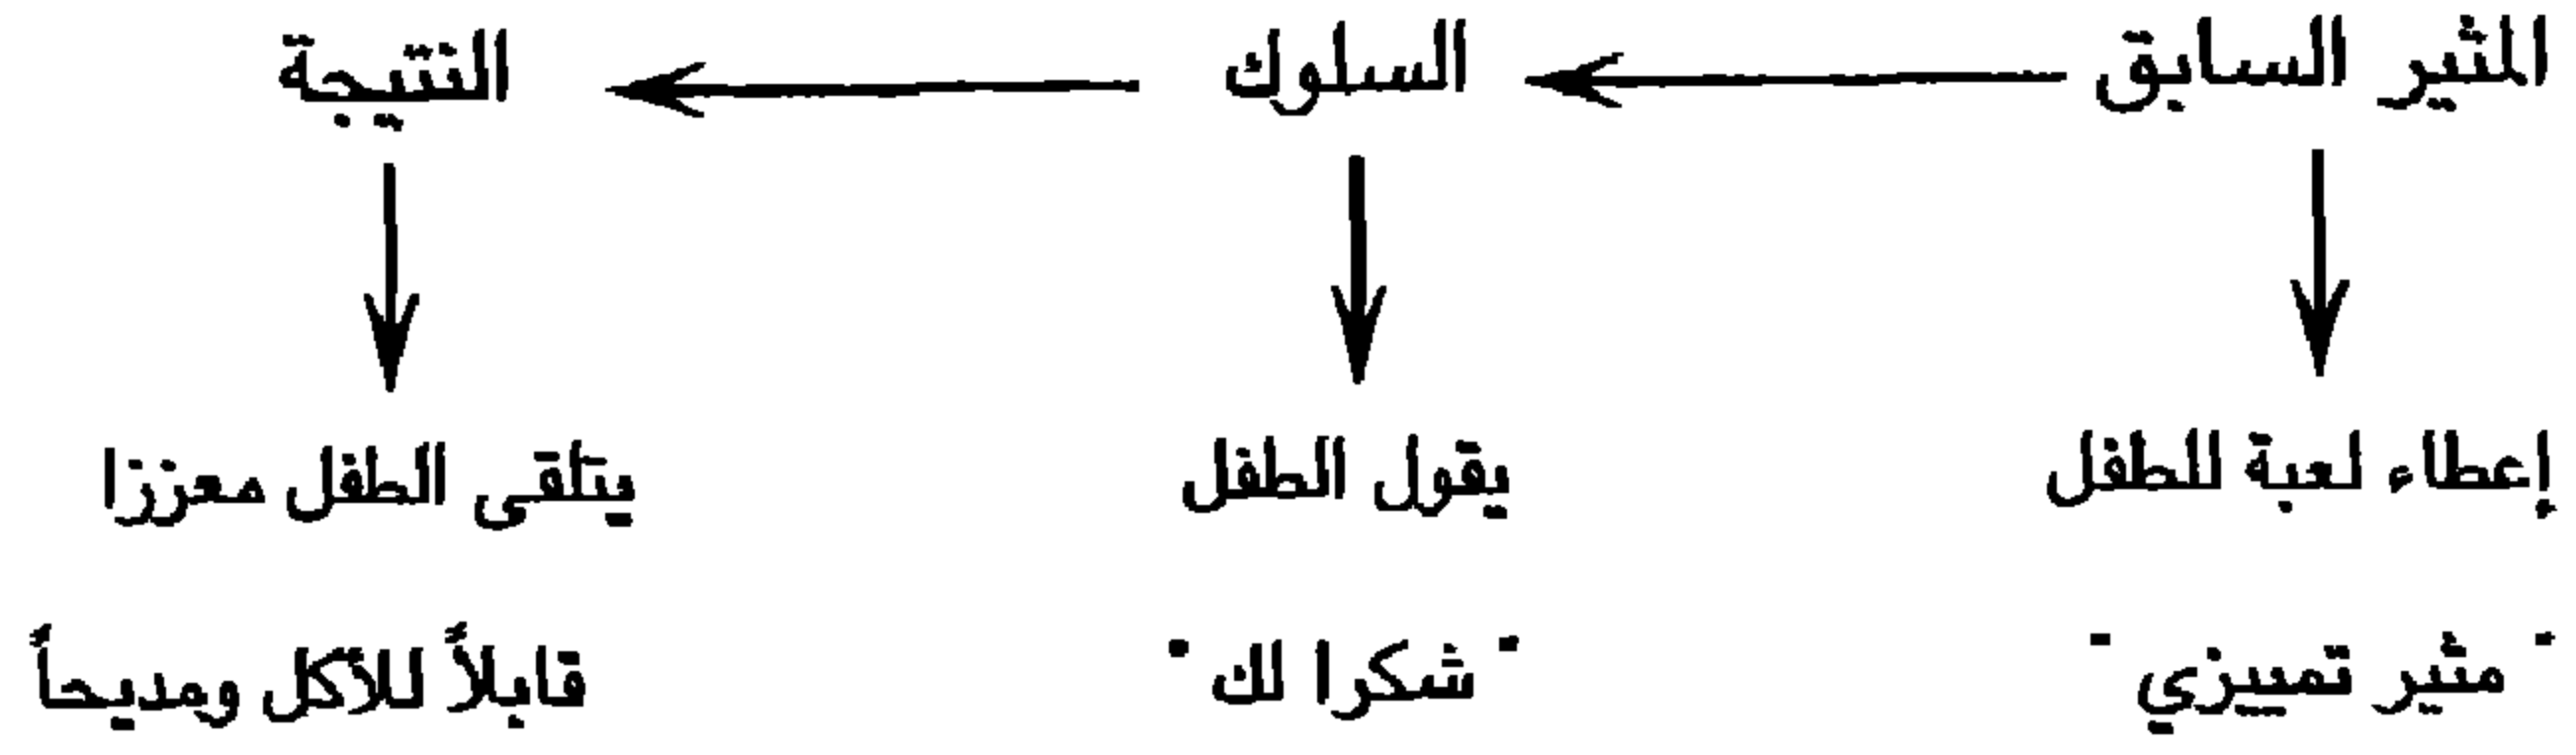 المثير السابق
السلوك
النتيجة
إعطاء لعبة للطفل
يقول الطفل
يتلقى الطفل معززا
" مثير تمييزي "
" شكرا لك "
قابلاً للأكل ومديحاً